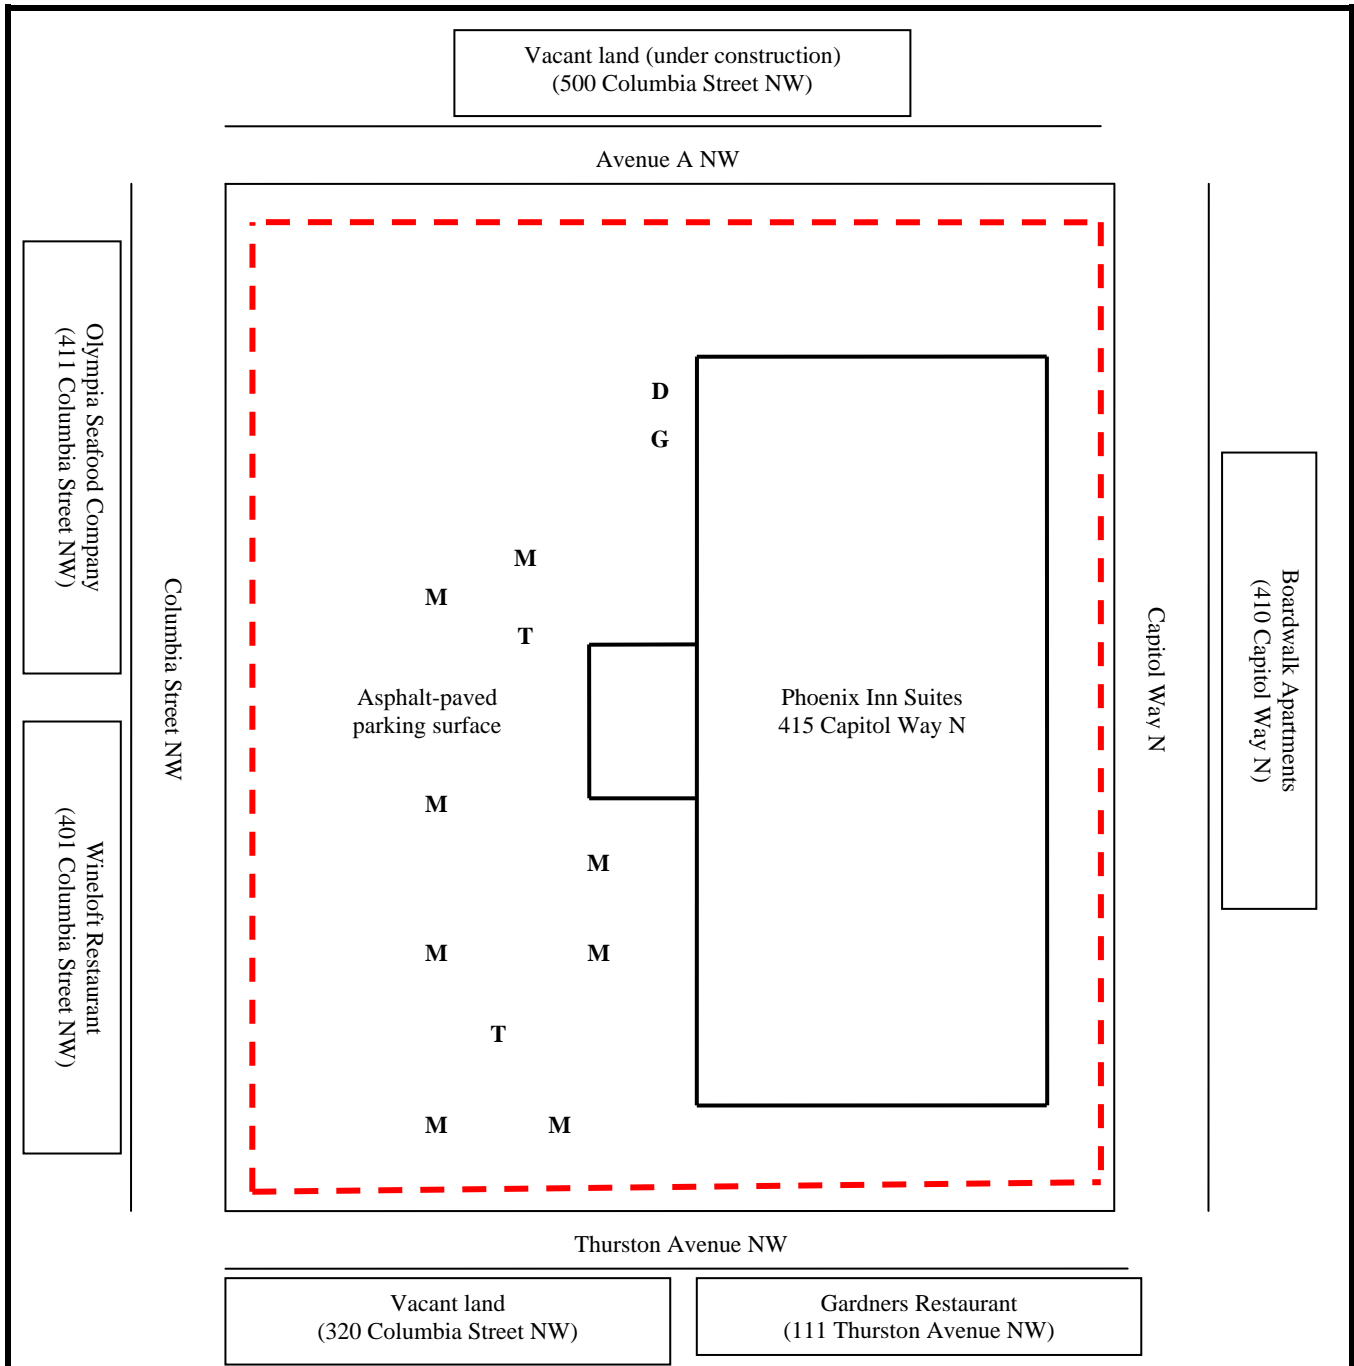 Vacant land (under construction)
(500 Columbia Street NW)
Avenue A NW
Olympia Seafood Company
(411 Columbia Street NW)
D
G
M
M
T
Columbia Street NW
Asphalt-paved
parking surface
Phoenix Inn Suites
415 Capitol Way N
Capitol Way N
Boardwalk Apartments
(410 Capitol Way N)
Wineloft Restaurant
(401 Columbia Street NW)
M
M
M
M
T
M
M
Thurston Avenue NW
Vacant land
(320 Columbia Street NW)
Gardners Restaurant
(111 Thurston Avenue NW)